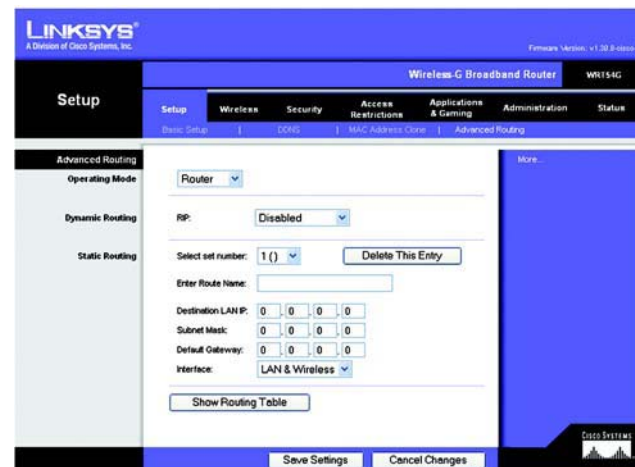 LINKSYS®
A Division of Cisco Systems, Inc.
Firmware Version: v1.30.8-cisco
Wireless-G Broadband Router WRT54G
Setup
Setup Wireless Security Access Restrictions Applications & Gaming Administration Status
Basic Setup | DDNS | MAC Address Clone | Advanced Routing
Advanced Routing
More...
Operating Mode Router
Dynamic Routing RIP: Disabled
Static Routing Select set number: 1 () Delete This Entry
Enter Route Name:
Destination LAN IP: 0 . 0 . 0 . 0
Subnet Mask: 0 . 0 . 0 . 0
Default Gateway: 0 . 0 . 0 . 0
Interface: LAN & Wireless
Show Routing Table
Save Settings Cancel Changes
CISCO SYSTEMS